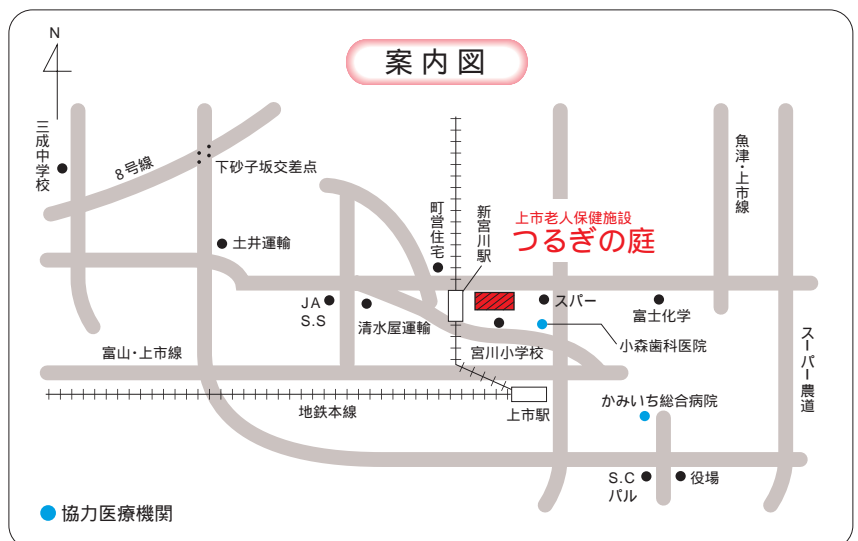 案内図
N
三成中学校
8号線
下砂子坂交差点
土井運輸
町営住宅
新宮川駅
上市老人保健施設
つるぎの庭
魚津・上市線
JA
S.S
清水屋運輸
スパー
富士化学
宮川小学校
小森歯科医院
スーパー農道
富山・上市線
地鉄本線
上市駅
かみいち総合病院
S.C
パル
役場
協力医療機関